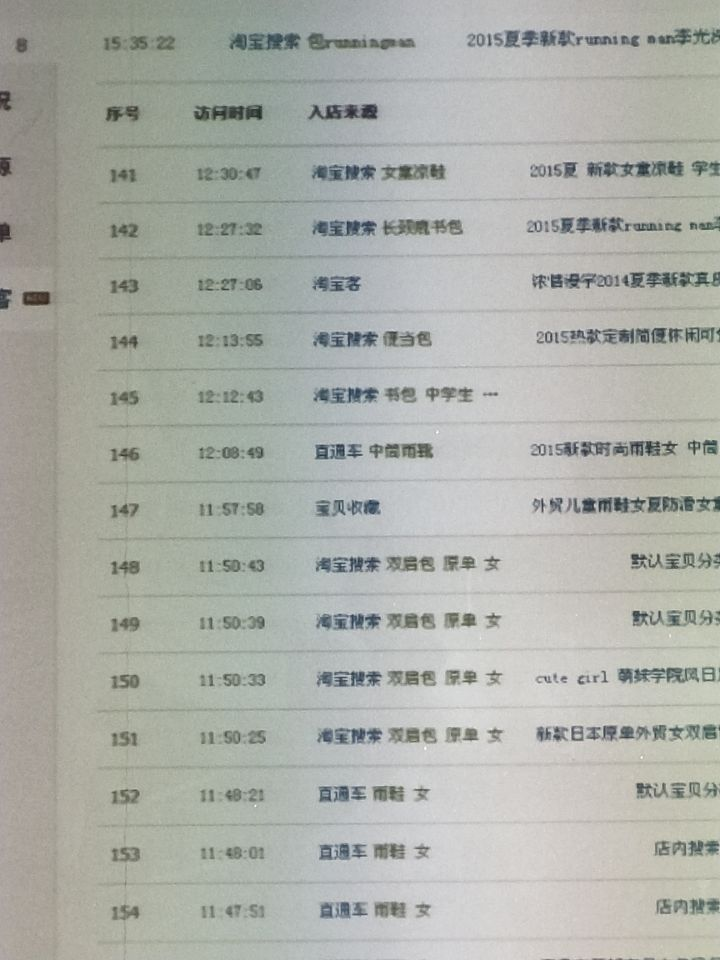 8 15:35:22 淘宝搜索 包runningman 2015夏季新款running man李光洙
序号 访问时间 入店来源
141 12:30:47 淘宝搜索 女童凉鞋 2015夏 新款女童凉鞋 学生
142 12:27:32 淘宝搜索 长颈鹿书包 2015夏季新款running man
143 12:27:06 淘宝客 2014夏季新款真皮
144 12:13:55 淘宝搜索 便当包 2015热款定制简便休闲可
145 12:12:43 淘宝搜索 书包 中学生 …
146 12:08:49 直通车 中筒雨靴 2015新款时尚雨鞋女 中筒
147 11:57:58 宝贝收藏 外贸儿童雨鞋女夏防滑女童
148 11:50:43 淘宝搜索 双肩包 原单 女 默认宝贝分类
149 11:50:39 淘宝搜索 双肩包 原单 女 默认宝贝分
150 11:50:33 淘宝搜索 双肩包 原单 女 cute girl 萌妹学院风日
151 11:50:25 淘宝搜索 双肩包 原单 女 新款日本原单外贸女双肩
152 11:48:21 直通车 雨鞋 女 默认宝贝分
153 11:48:01 直通车 雨鞋 女 店内搜索
154 11:47:51 直通车 雨鞋 女 店内搜索